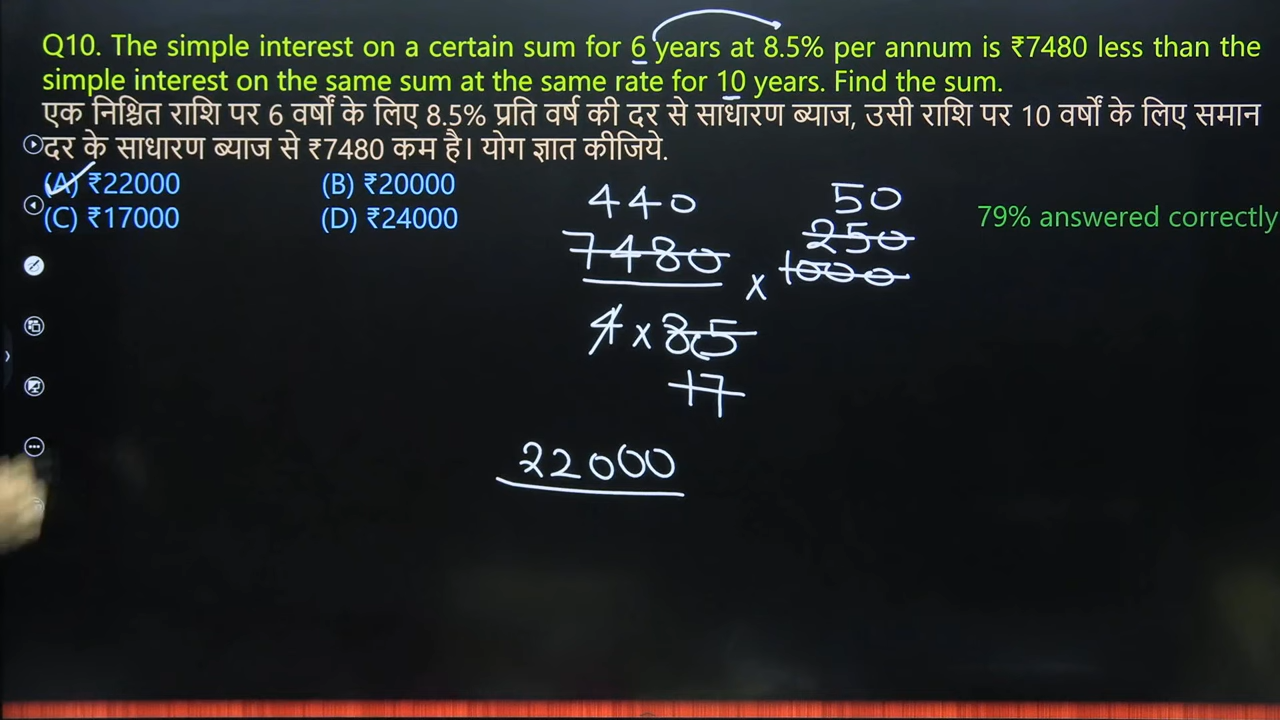 Q10. The simple interest on a certain sum for 6 years at 8.5% per annum is ₹7480 less than the
simple interest on the same sum at the same rate for 10 years. Find the sum.
एक निश्चित राशि पर 6 वर्षों के लिए 8.5% प्रति वर्ष की दर से साधारण ब्याज, उसी राशि पर 10 वर्षों के लिए समान
दर के साधारण ब्याज से ₹7480 कम है। योग ज्ञात कीजिये.
(A) ₹22000 (B) ₹20000
(C) ₹17000 (D) ₹24000
79% answered correctly
440 50
250
7480 × 1000
4 × 85
17
22000